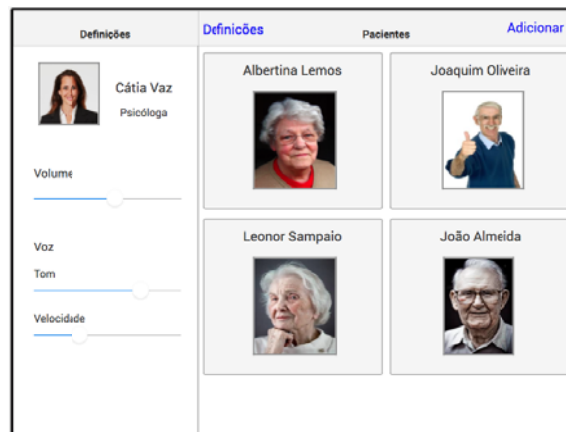 Definições
Cátia Vaz
Psicóloga
Volume
Voz
Tom
Velocidade
Definições
Pacientes
Adicionar
Albertina Lemos
Joaquim Oliveira
Leonor Sampaio
João Almeida